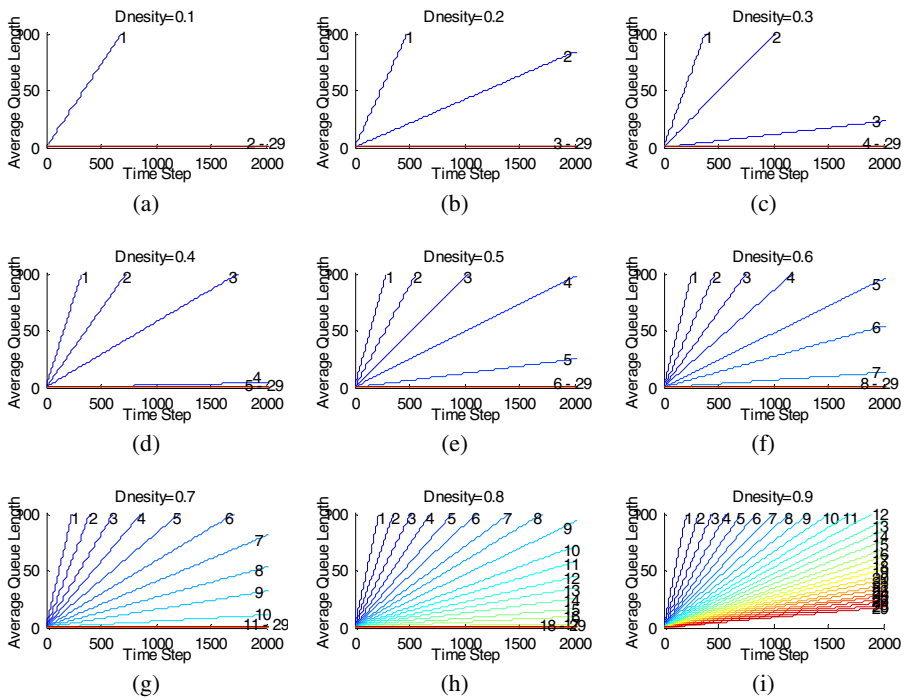 Dnesity=0.1 Dnesity=0.2 Dnesity=0.3
Average Queue Length 100 50 0 1 2 - 29
0 500 1000 1500 2000
Time Step
(a)
Average Queue Length 100 50 0 1 2 3 - 29
0 500 1000 1500 2000
Time Step
(b)
Average Queue Length 100 50 0 1 2 3 4 - 29
0 500 1000 1500 2000
Time Step
(c)
Dnesity=0.4 Dnesity=0.5 Dnesity=0.6
Average Queue Length 100 50 0 1 2 3 4 5 - 29
0 500 1000 1500 2000
Time Step
(d)
Average Queue Length 100 50 0 1 2 3 4 5 6 - 29
0 500 1000 1500 2000
Time Step
(e)
Average Queue Length 100 50 0 1 2 3 4 5 6 7 8 - 29
0 500 1000 1500 2000
Time Step
(f)
Dnesity=0.7 Dnesity=0.8 Dnesity=0.9
Average Queue Length 100 50 0 1 2 3 4 5 6 7 8 9 10 11 - 29
0 500 1000 1500 2000
Time Step
(g)
Average Queue Length 100 50 0 1 2 3 4 5 6 7 8 9 10 11 12 13 14 15 18 - 29
0 500 1000 1500 2000
Time Step
(h)
Average Queue Length 100 50 0 1 2 3 4 5 6 7 8 9 10 11 12 13 14 15 16 29
0 500 1000 1500 2000
Time Step
(i)